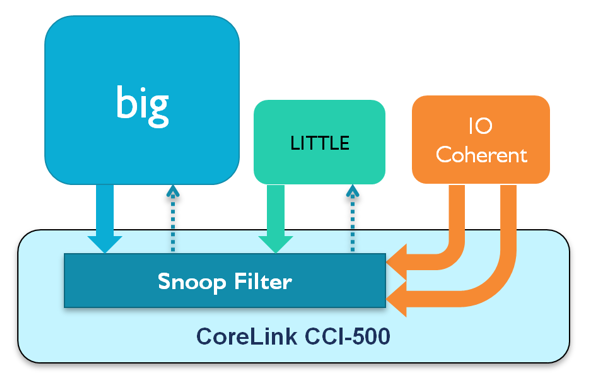 big
LITTLE
IO
Coherent
Snoop Filter
CoreLink CCI-500